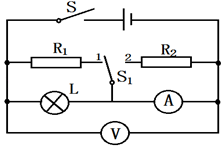 S
R₁ 1 2 R₂
S₁
L A
V